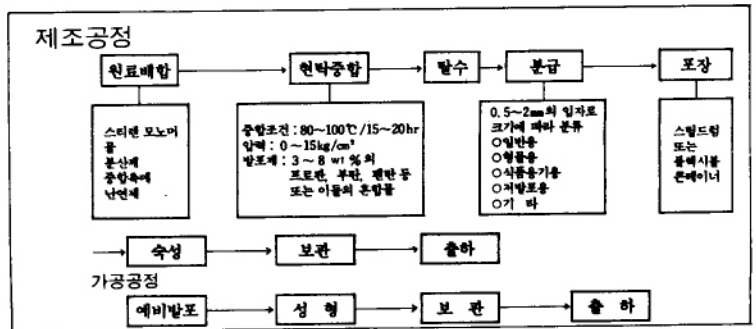 제조공정
원료배합
현탁중합
탈수
분급
포장
스티렌 모노머
물
분산제
중합촉매
난연제
중합조건 : 80~100℃/15~20hr
압력 : 0~15kg/cm²
발포제 : 3~8 wt %의
프로판, 부탄, 펜탄 등
또는 이들의 혼합물
0.5~2mm의 입자로
크기에 따라 분류
○일반용
○형물용
○식품용기용
○저발포용
○기 타
스틸드럼
또는
플렉시블
콘테이너
숙성
보관
출하
가공공정
예비발포
성 형
보 관
출 하